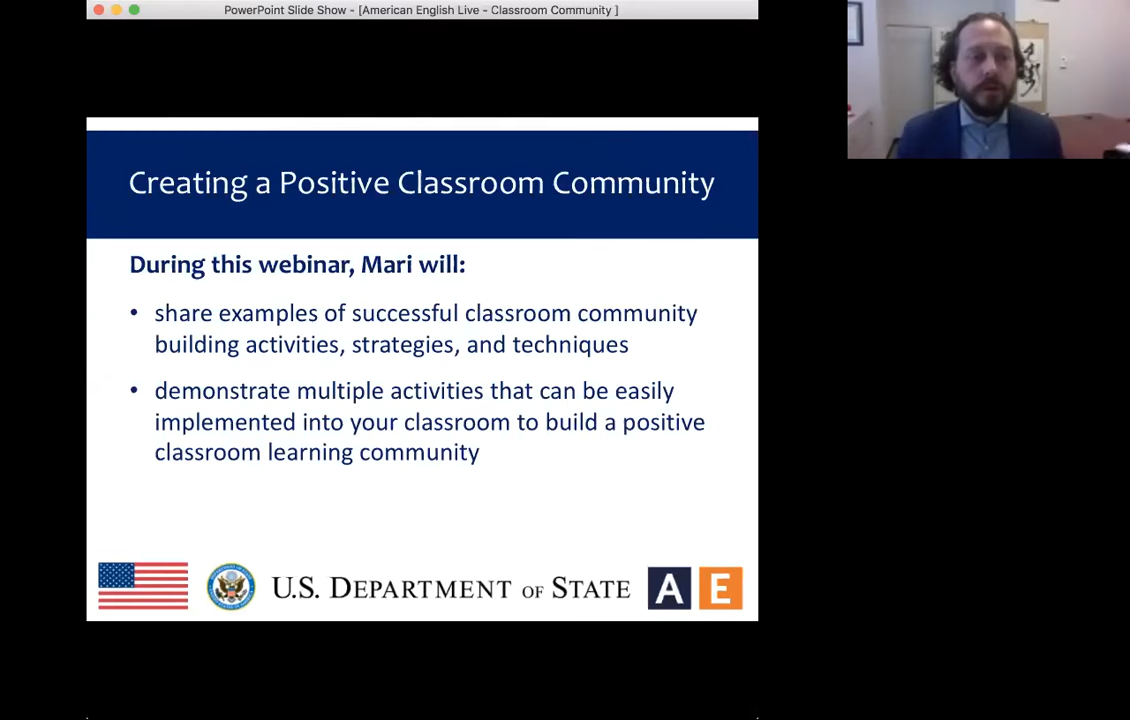 PowerPoint Slide Show - [American English Live - Classroom Community ]
Creating a Positive Classroom Community
During this webinar, Mari will:
• share examples of successful classroom community
building activities, strategies, and techniques
• demonstrate multiple activities that can be easily
implemented into your classroom to build a positive
classroom learning community
U.S. DEPARTMENT OF STATE
A E